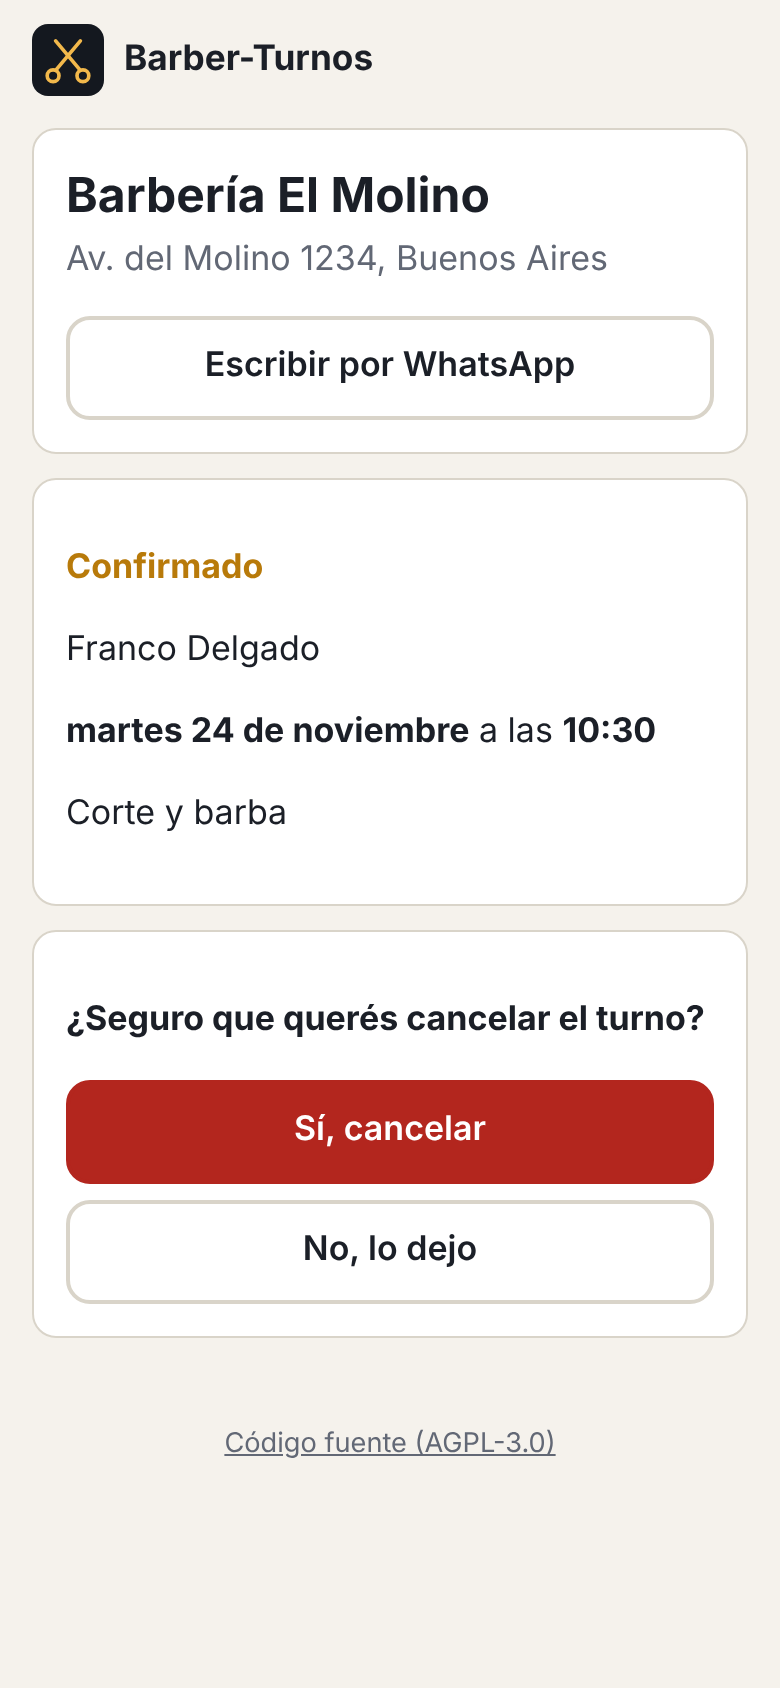 Barber-Turnos
Barbería El Molino
Av. del Molino 1234, Buenos Aires
Escribir por WhatsApp
Confirmado
Franco Delgado
martes 24 de noviembre a las 10:30
Corte y barba
¿Seguro que querés cancelar el turno?
Sí, cancelar
No, lo dejo
Código fuente (AGPL-3.0)